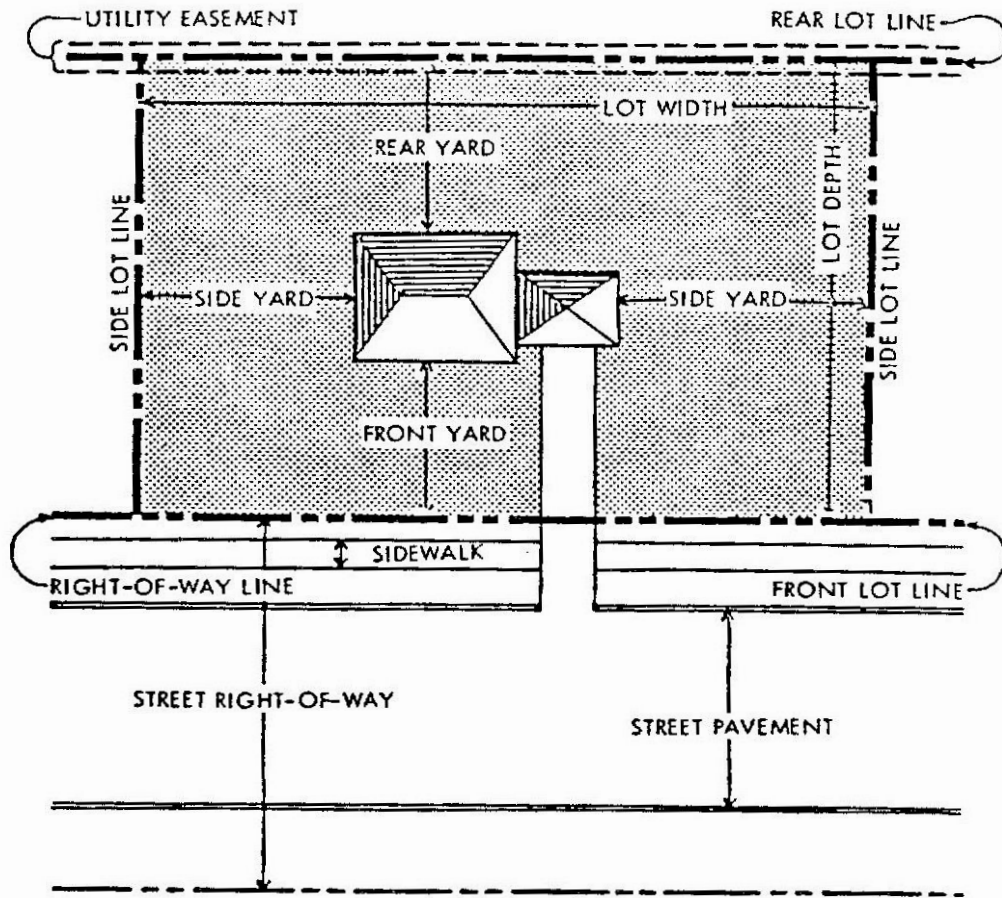 UTILITY EASEMENT
REAR LOT LINE
LOT WIDTH
REAR YARD
SIDE LOT LINE
LOT DEPTH
SIDE LOT LINE
SIDE YARD
SIDE YARD
FRONT YARD
SIDEWALK
RIGHT-OF-WAY LINE
FRONT LOT LINE
STREET RIGHT-OF-WAY
STREET PAVEMENT